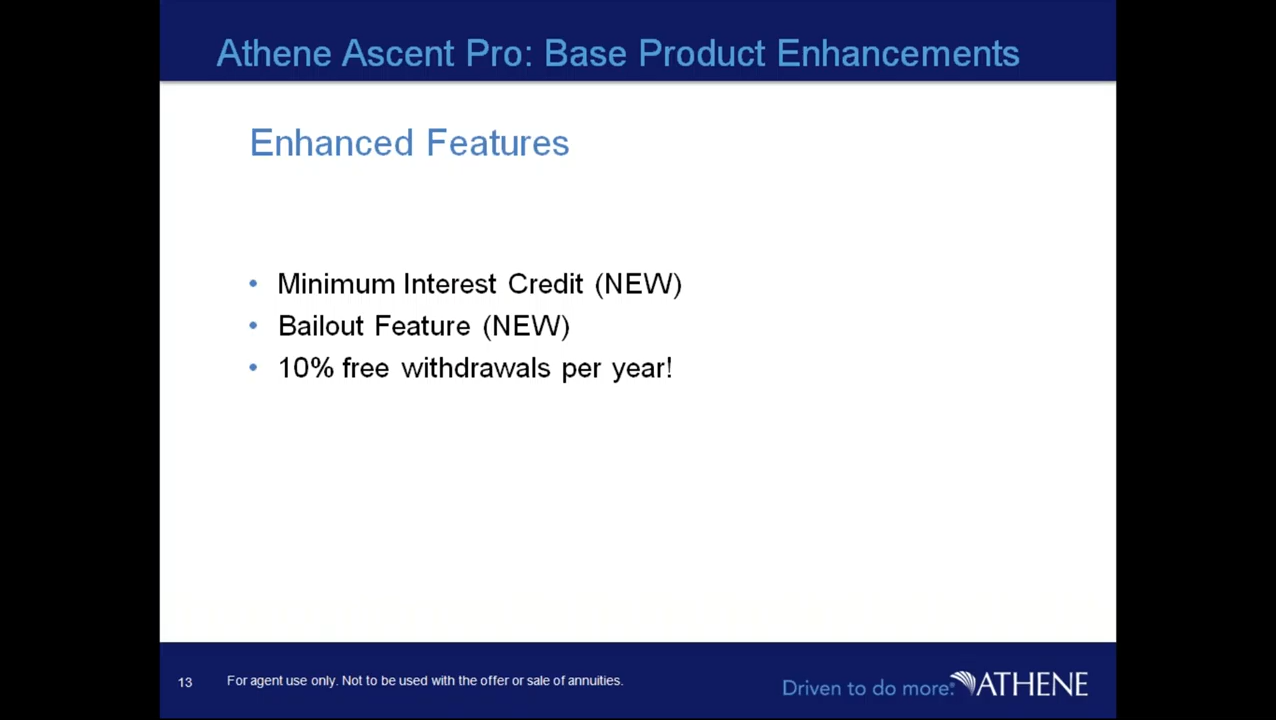 Athene Ascent Pro: Base Product Enhancements
Enhanced Features
• Minimum Interest Credit (NEW)
• Bailout Feature (NEW)
• 10% free withdrawals per year!
13
For agent use only. Not to be used with the offer or sale of annuities.
Driven to do more.® ATHENE